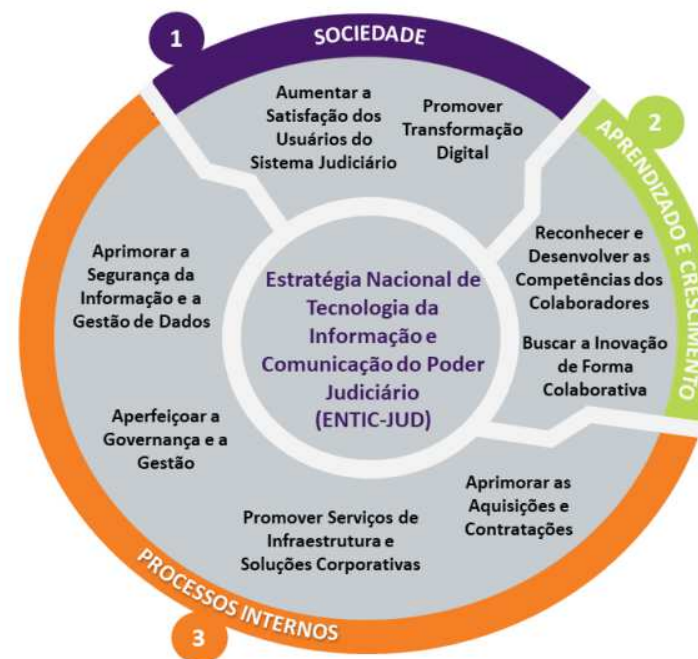 1
SOCIEDADE
Aumentar a
Satisfação dos
Usuários do
Sistema Judiciário
Promover
Transformação
Digital
2
APRENDIZADO E CRESCIMENTO
Reconhecer e
Desenvolver as
Competências dos
Colaboradores
Buscar a Inovação
de Forma
Colaborativa
Estratégia Nacional de
Tecnologia da
Informação e
Comunicação do Poder
Judiciário
(ENTIC-JUD)
Aprimorar a
Segurança da
Informação e a
Gestão de Dados
Aperfeiçoar a
Governança e a
Gestão
Promover Serviços de
Infraestrutura e
Soluções Corporativas
Aprimorar as
Aquisições e
Contratações
PROCESSOS INTERNOS
3